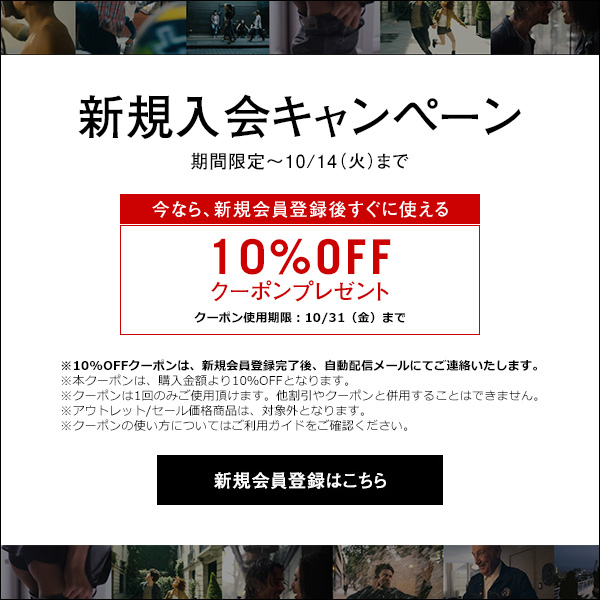 新規入会キャンペーン
期間限定～10/14（火）まで
今なら、新規会員登録後すぐに使える
10%OFF
クーポンプレゼント
クーポン使用期限：10/31（金）まで
※10%OFFクーポンは、新規会員登録完了後、自動配信メールにてご連絡いたします。
※本クーポンは、購入金額より10%OFFとなります。
※クーポンは1回のみご使用頂けます。他割引やクーポンと併用することはできません。
※アウトレット/セール価格商品は、対象外となります。
※クーポンの使い方についてはご利用ガイドをご確認ください。
新規会員登録はこちら